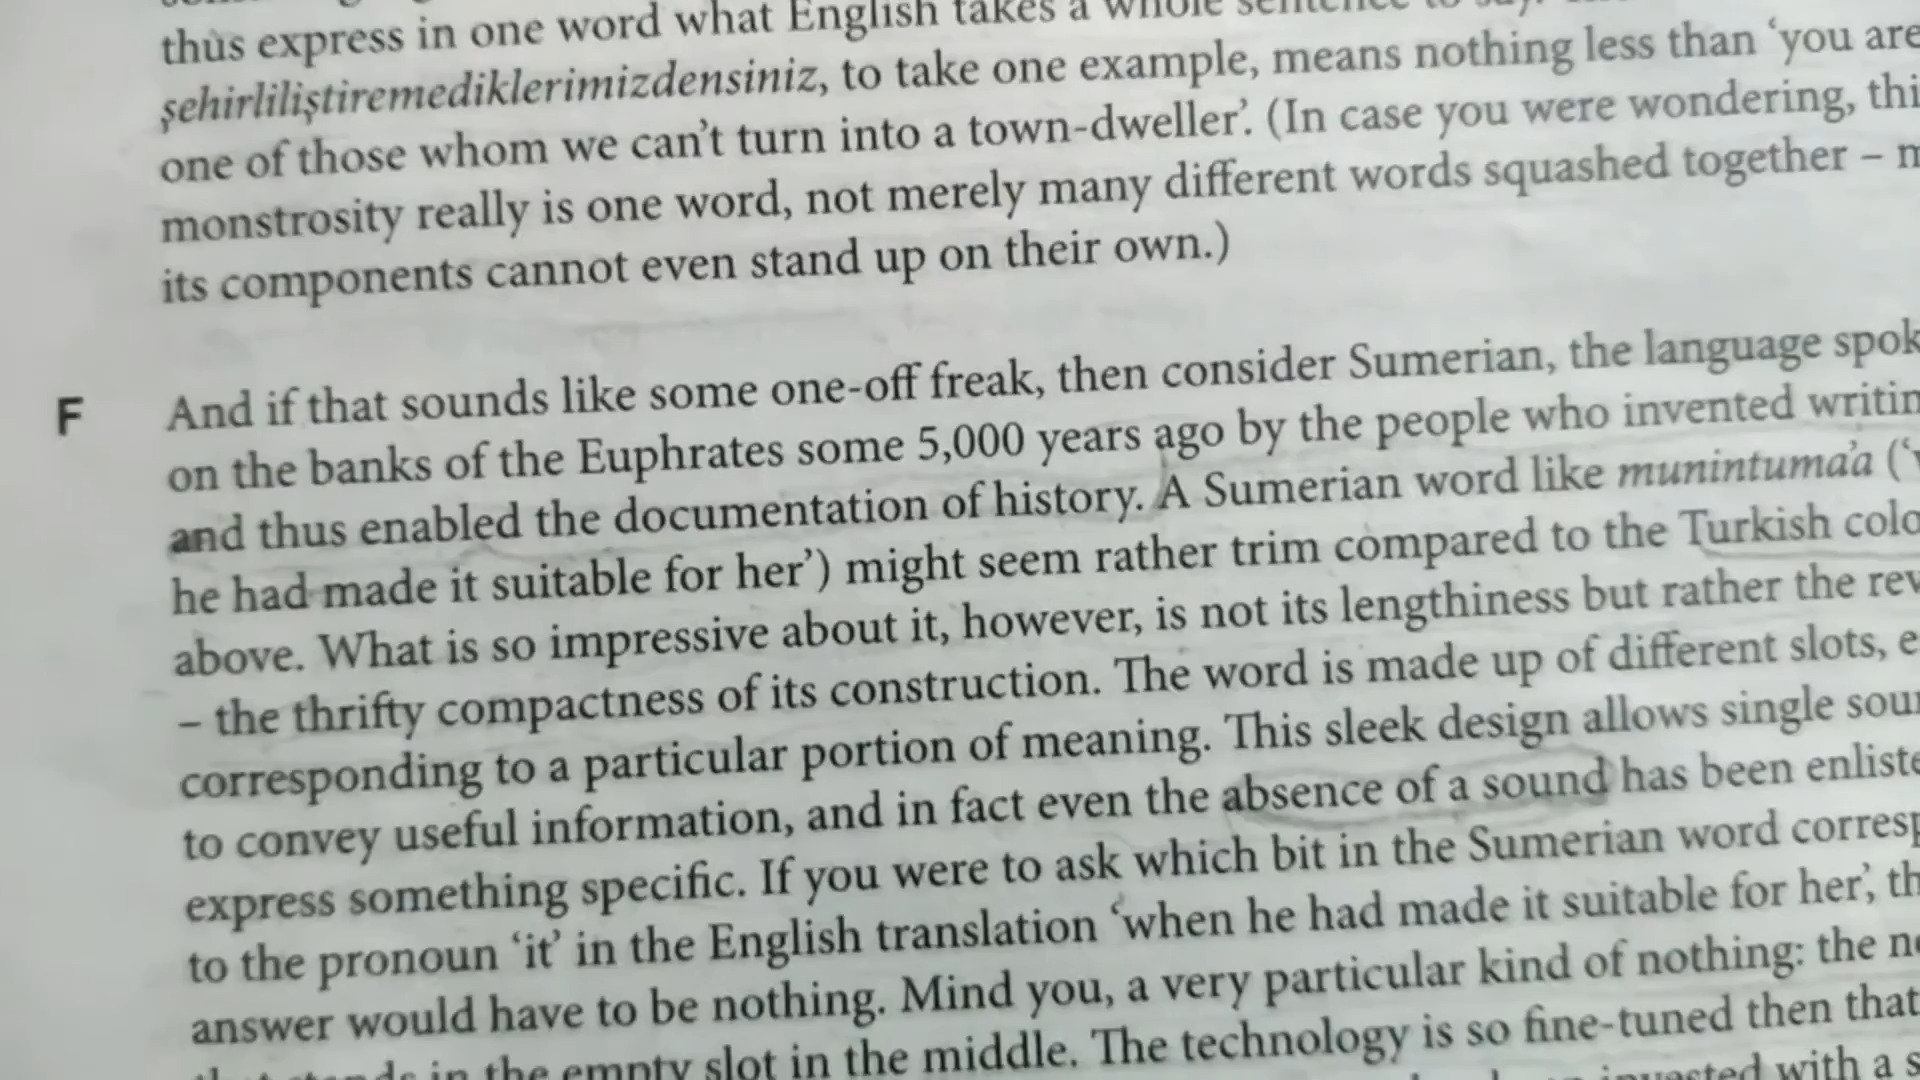 thus express in one word what English takes a whole sentence to say.
şehirliliştiremediklerimizdensiniz, to take one example, means nothing less than ‘you are
one of those whom we can’t turn into a town-dweller’. (In case you were wondering,
monstrosity really is one word, not merely many different words squashed together –
its components cannot even stand up on their own.)
F
And if that sounds like some one-off freak, then consider Sumerian, the language
on the banks of the Euphrates some 5,000 years ago by the people who invented
and thus enabled the documentation of history. A Sumerian word like munintuma’a (‘
he had made it suitable for her’) might seem rather trim compared to the Turkish
above. What is so impressive about it, however, is not its lengthiness but rather the
– the thrifty compactness of its construction. The word is made up of different slots,
corresponding to a particular portion of meaning. This sleek design allows single
to convey useful information, and in fact even the absence of a sound has been
express something specific. If you were to ask which bit in the Sumerian word
to the pronoun ‘it’ in the English translation ‘when he had made it suitable for her’,
answer would have to be nothing. Mind you, a very particular kind of nothing: the
in the empty slot in the middle. The technology is so fine-tuned then that
with a